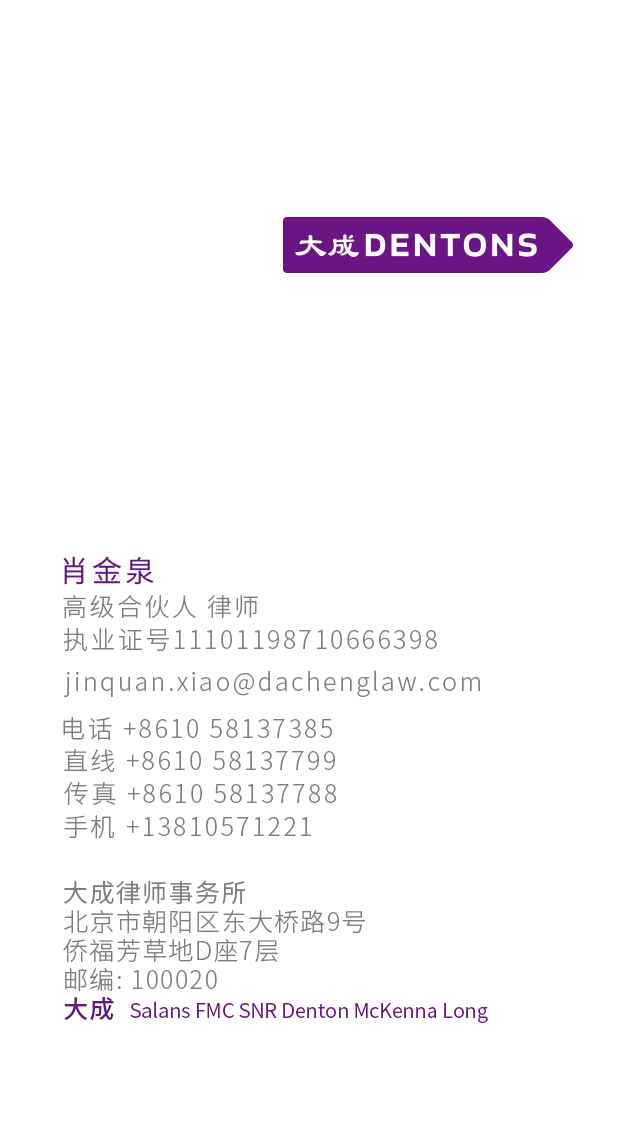 大成 DENTONS
肖金泉
高级合伙人 律师
执业证号11101198710666398
jinquan.xiao@dachenglaw.com
电话 +8610 58137385
直线 +8610 58137799
传真 +8610 58137788
手机 +13810571221
大成律师事务所
北京市朝阳区东大桥路9号
侨福芳草地D座7层
邮编: 100020
大成 Salans FMC SNR Denton McKenna Long